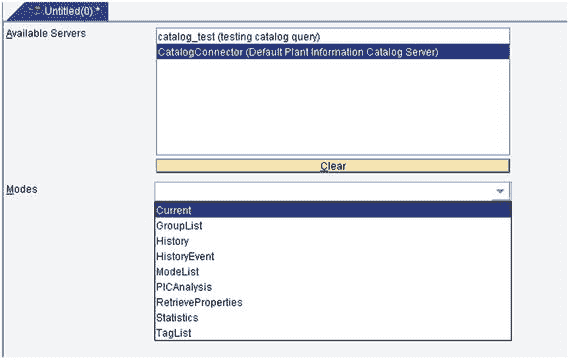 Untitled(0) *
Available Servers
catalog_test (testing catalog query)
CatalogConnector (Default Plant Information Catalog Server)
Clear
Modes
Current
GroupList
History
HistoryEvent
ModeList
PICAnalysis
RetrieveProperties
Statistics
TagList